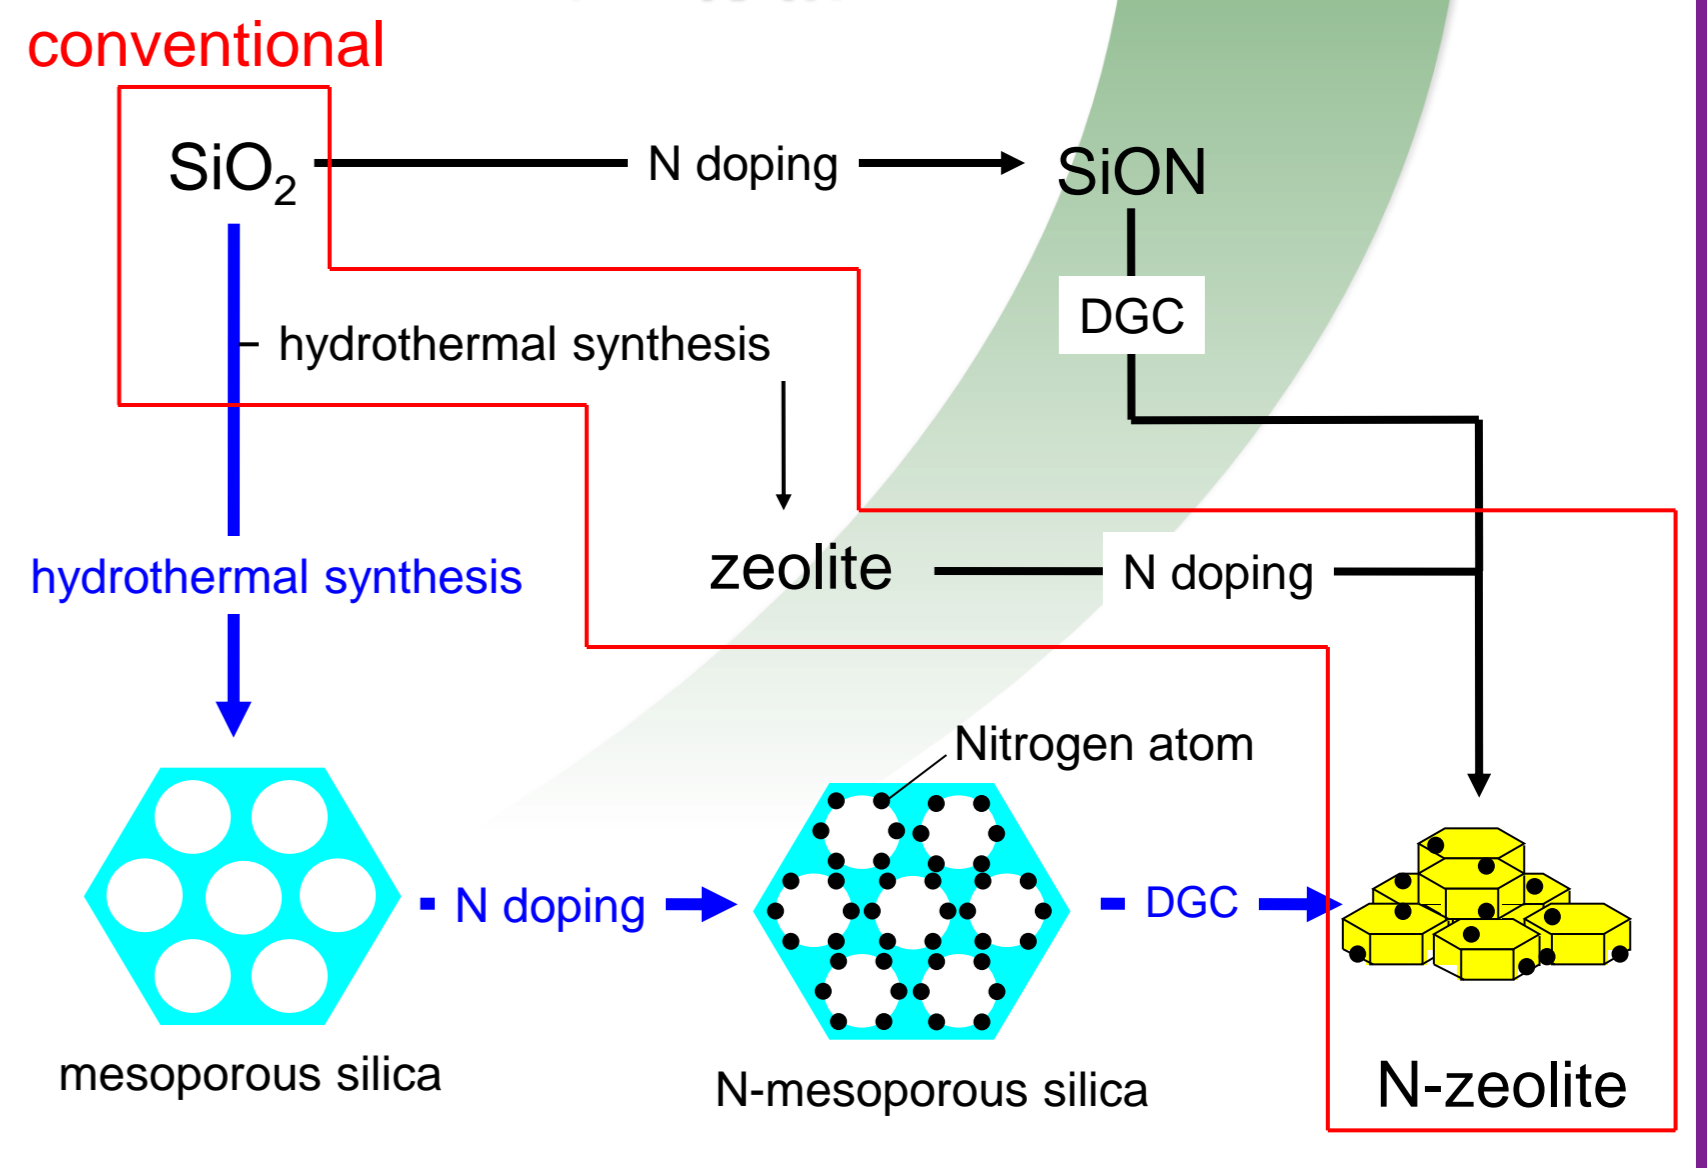 conventional
SiO₂
N doping
SiON
DGC
hydrothermal synthesis
zeolite
N doping
hydrothermal synthesis
Nitrogen atom
N doping
DGC
mesoporous silica
N-mesoporous silica
N-zeolite